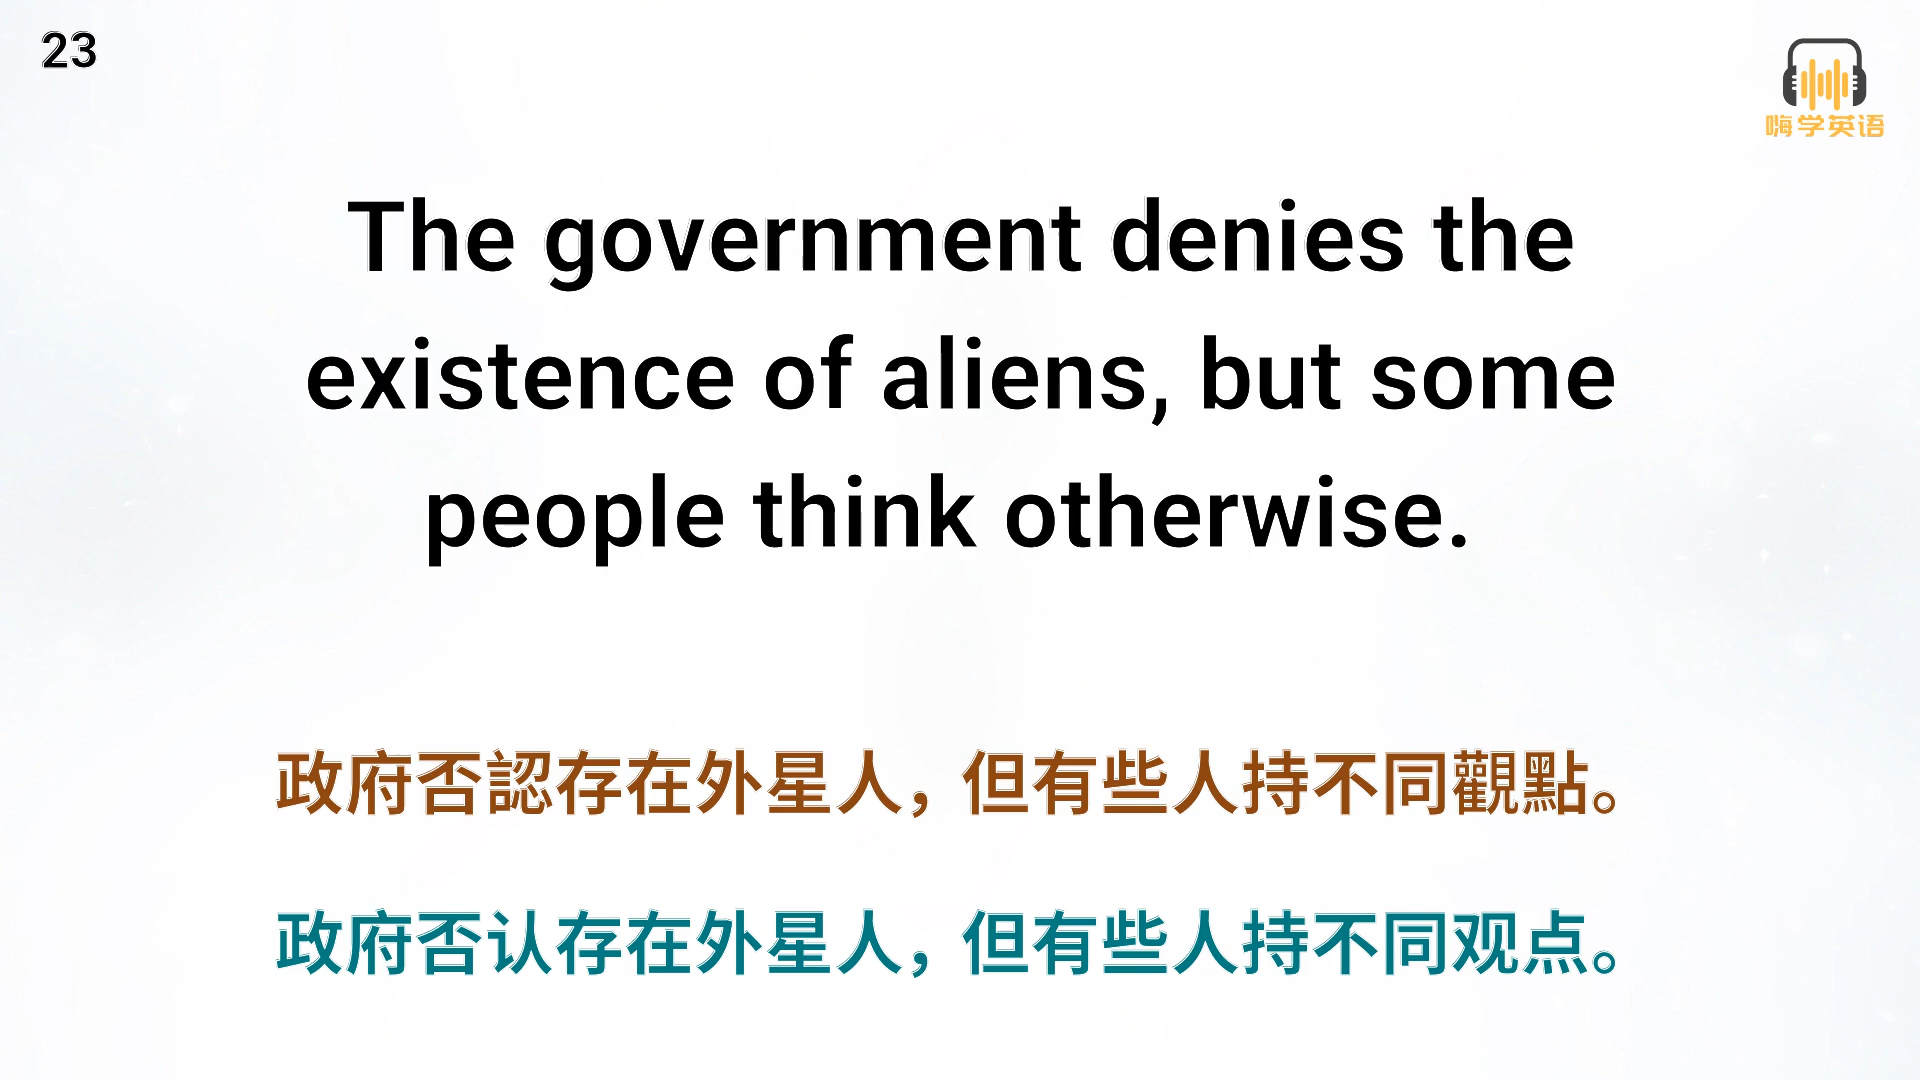 23
嗨学英语
The government denies the
existence of aliens, but some
people think otherwise.
政府否認存在外星人，但有些人持不同觀點。
政府否认存在外星人，但有些人持不同观点。